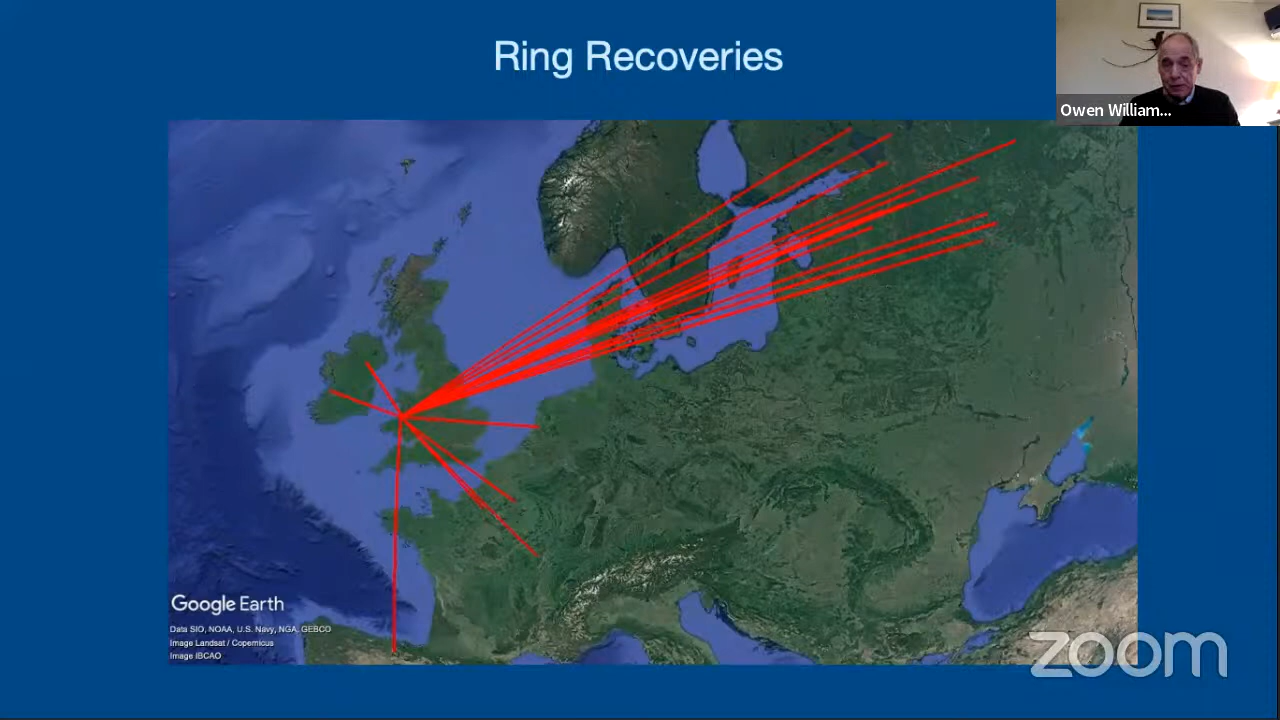 Ring Recoveries
Owen William...
Google Earth
Data SIO, NOAA, U.S. Navy, NGA, GEBCO
Image Landsat / Copernicus
Image IBCAO
zoom